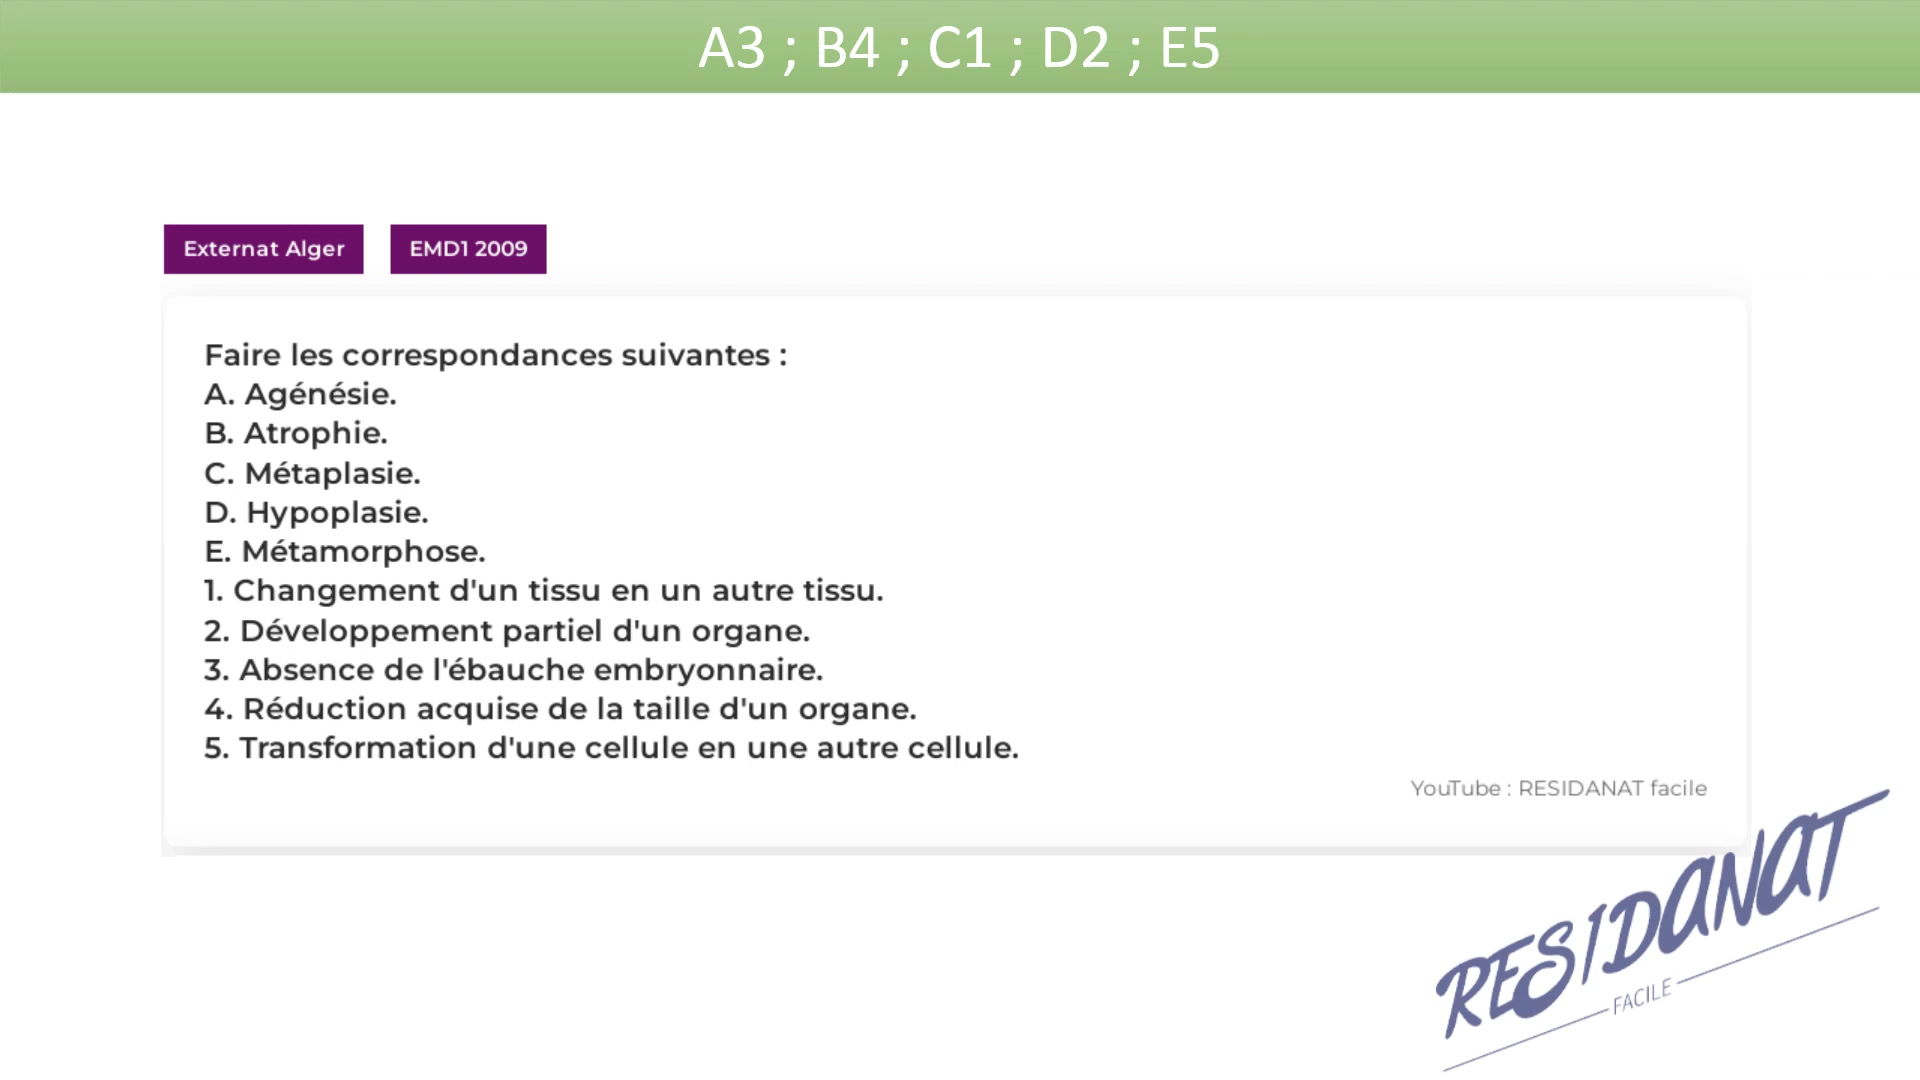 A3 ; B4 ; C1 ; D2 ; E5
Externat Alger
EMD1 2009
Faire les correspondances suivantes :
A. Agénésie.
B. Atrophie.
C. Métaplasie.
D. Hypoplasie.
E. Métamorphose.
1. Changement d'un tissu en un autre tissu.
2. Développement partiel d'un organe.
3. Absence de l'ébauche embryonnaire.
4. Réduction acquise de la taille d'un organe.
5. Transformation d'une cellule en une autre cellule.
YouTube : RESIDANAT facile
RESIDANAT
FACILE